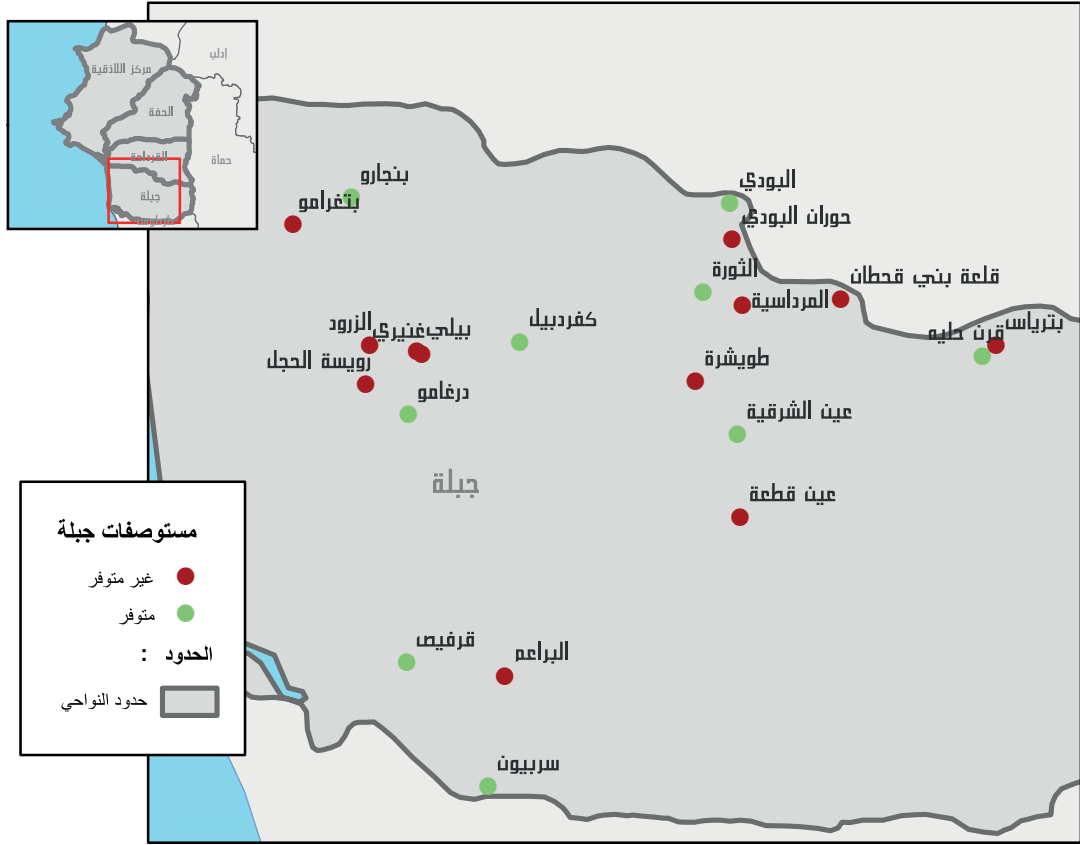 إدلب
مركز اللاذقية
الحفة
القرداحة
حماة
جبلة
طرطوس
بنجارو
بتغرامو
البودي
حوران البودي
الثورة
المرداسية
قلعة بني قحطان
بترياس
قرن حليه
كفردبيل
بيلي
غنيري
الزرود
رويسة الحجل
درغامو
طويشرة
عين الشرقية
عين قطعة
جبلة
قرفيص
البراعم
سربيون
مستوصفات جبلة
غير متوفر
متوفر
الحدود :
حدود النواحي